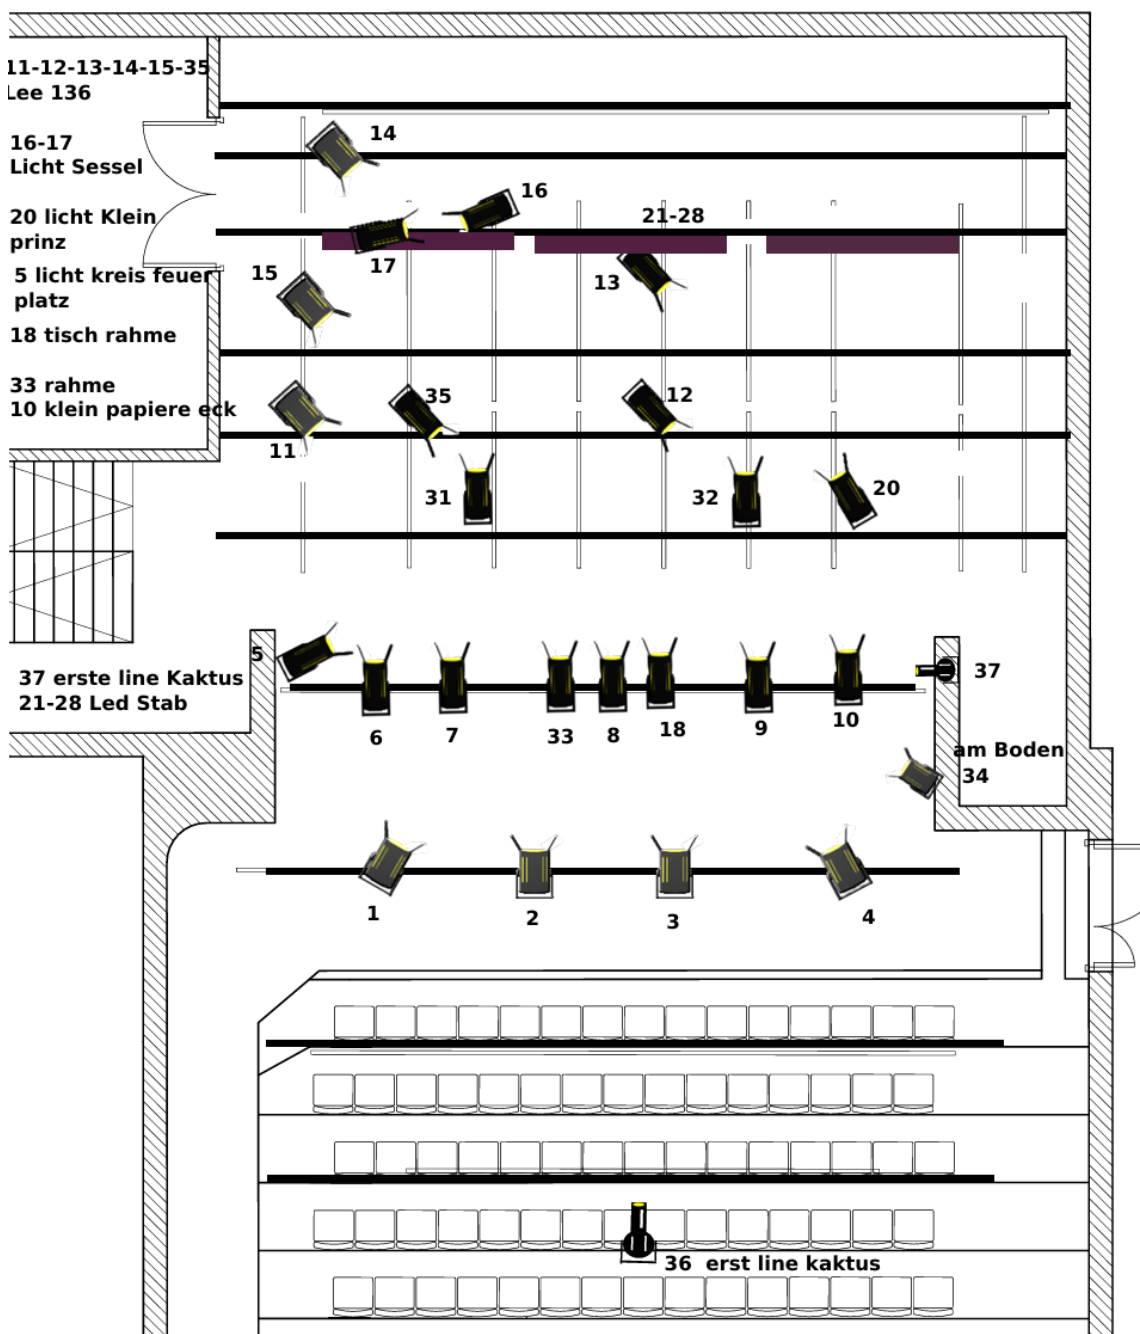 11-12-13-14-15-35
Lee 136
16-17
Licht Sessel
20 licht Klein
prinz
5 licht kreis feuer
platz
18 tisch rahme
33 rahme
10 klein papiere eck
14
16
21-28
17
15
13
35
12
11
31
32
20
5
37 erste line Kaktus
21-28 Led Stab
37
6
7
33
8
18
9
10
am Boden
34
1
2
3
4
36 erst line kaktus